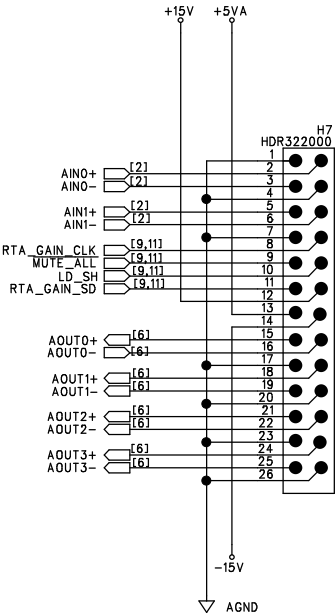 +15V +5VA
H7
HDR322000
1
AIN0+ [2] 2
AIN0- [2] 3
4
AIN1+ [2] 5
AIN1- [2] 6
7
RTA_GAIN_CLK [9,11] 8
MUTE_ALL [9,11] 9
LD_SH [9,11] 10
RTA_GAIN_SD [9,11] 11
12
13
14
AOUT0+ [6] 15
AOUT0- [6] 16
17
AOUT1+ [6] 18
AOUT1- [6] 19
20
AOUT2+ [6] 21
AOUT2- [6] 22
23
AOUT3+ [6] 24
AOUT3- [6] 25
26
-15V
AGND